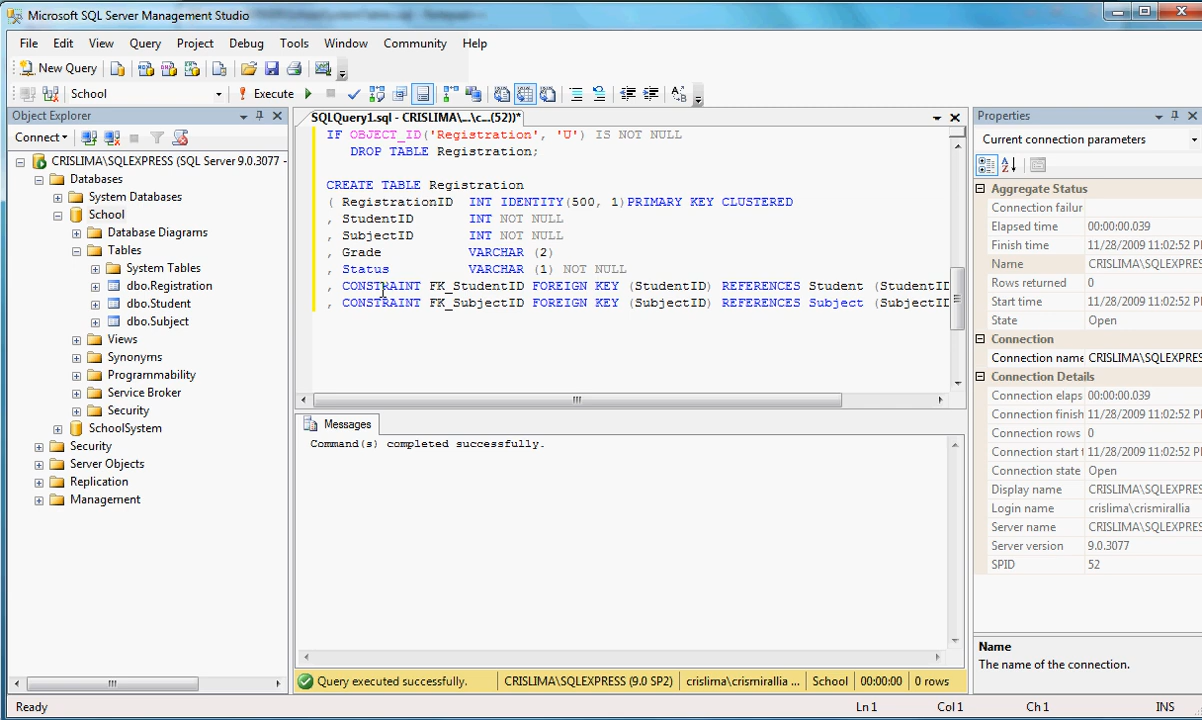 Microsoft SQL Server Management Studio
File Edit View Query Project Debug Tools Window Community Help
New Query
School Execute
Object Explorer
Connect
CRISLIMA\SQLEXPRESS (SQL Server 9.0.3077 -
Databases
System Databases
School
Database Diagrams
Tables
System Tables
dbo.Registration
dbo.Student
dbo.Subject
Views
Synonyms
Programmability
Service Broker
Security
SchoolSystem
Security
Server Objects
Replication
Management
SQLQuery1.sql - CRISLIMA\...\c...(52))*
IF OBJECT_ID('Registration', 'U') IS NOT NULL
DROP TABLE Registration;
CREATE TABLE Registration
( RegistrationID INT IDENTITY(500, 1)PRIMARY KEY CLUSTERED
, StudentID INT NOT NULL
, SubjectID INT NOT NULL
, Grade VARCHAR (2)
, Status VARCHAR (1) NOT NULL
, CONSTRAINT FK_StudentID FOREIGN KEY (StudentID) REFERENCES Student (StudentID
, CONSTRAINT FK_SubjectID FOREIGN KEY (SubjectID) REFERENCES Subject (SubjectID
Messages
Command(s) completed successfully.
Query executed successfully. CRISLIMA\SQLEXPRESS (9.0 SP2) crislima\crismirallia ... School 00:00:00 0 rows
Properties
Current connection parameters
Aggregate Status
Connection failur
Elapsed time 00:00:00.039
Finish time 11/28/2009 11:02:52 P
Name CRISLIMA\SQLEXPRES
Rows returned 0
Start time 11/28/2009 11:02:52 P
State Open
Connection
Connection name CRISLIMA\SQLEXPRES
Connection Details
Connection elaps 00:00:00.039
Connection finish 11/28/2009 11:02:52 P
Connection rows 0
Connection start t 11/28/2009 11:02:52 P
Connection state Open
Display name CRISLIMA\SQLEXPRES
Login name crislima\crismirallia
Server name CRISLIMA\SQLEXPRES
Server version 9.0.3077
SPID 52
Name
The name of the connection.
Ready Ln 1 Col 1 Ch 1 INS